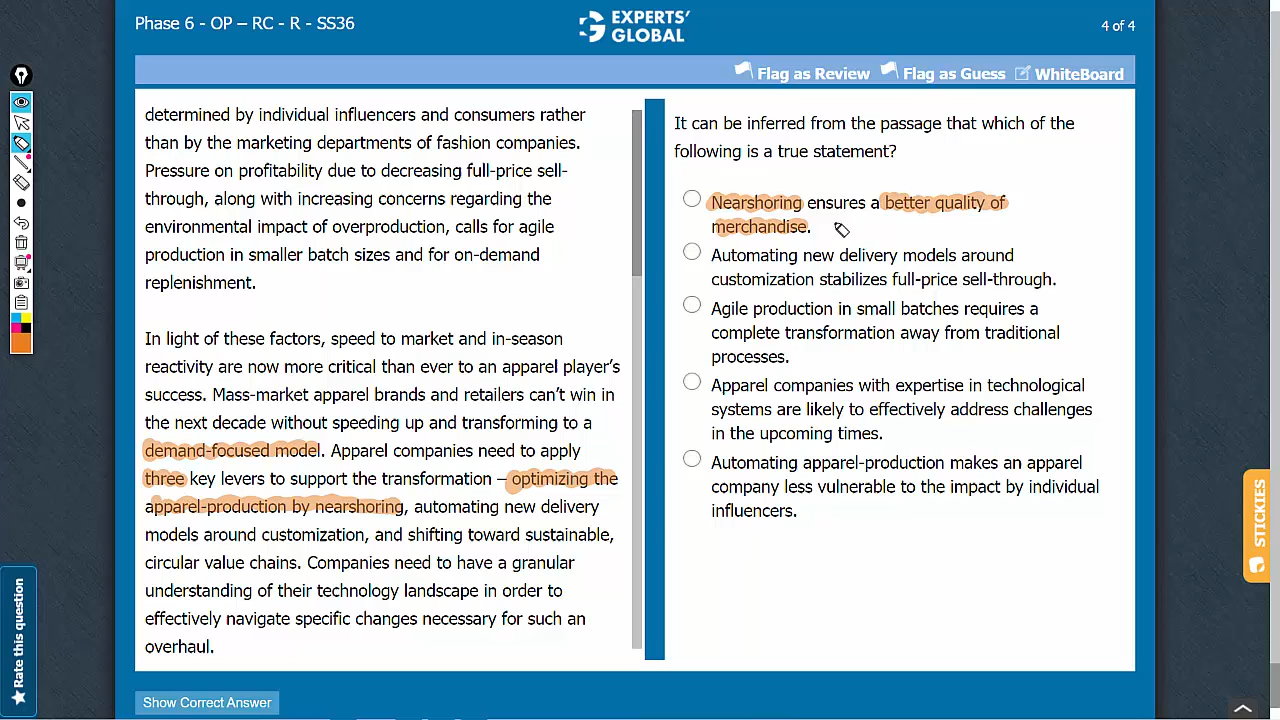 Phase 6 - OP – RC - R - SS36
EXPERTS'
GLOBAL
4 of 4
Flag as Review
Flag as Guess
WhiteBoard
determined by individual influencers and consumers rather
than by the marketing departments of fashion companies.
Pressure on profitability due to decreasing full-price sell-
through, along with increasing concerns regarding the
environmental impact of overproduction, calls for agile
production in smaller batch sizes and for on-demand
replenishment.
In light of these factors, speed to market and in-season
reactivity are now more critical than ever to an apparel player's
success. Mass-market apparel brands and retailers can't win in
the next decade without speeding up and transforming to a
demand-focused model. Apparel companies need to apply
three key levers to support the transformation – optimizing the
apparel-production by nearshoring, automating new delivery
models around customization, and shifting toward sustainable,
circular value chains. Companies need to have a granular
understanding of their technology landscape in order to
effectively navigate specific changes necessary for such an
overhaul.
It can be inferred from the passage that which of the
following is a true statement?
Nearshoring ensures a better quality of
merchandise.
Automating new delivery models around
customization stabilizes full-price sell-through.
Agile production in small batches requires a
complete transformation away from traditional
processes.
Apparel companies with expertise in technological
systems are likely to effectively address challenges
in the upcoming times.
Automating apparel-production makes an apparel
company less vulnerable to the impact by individual
influencers.
STICKIES
Rate this question
Show Correct Answer